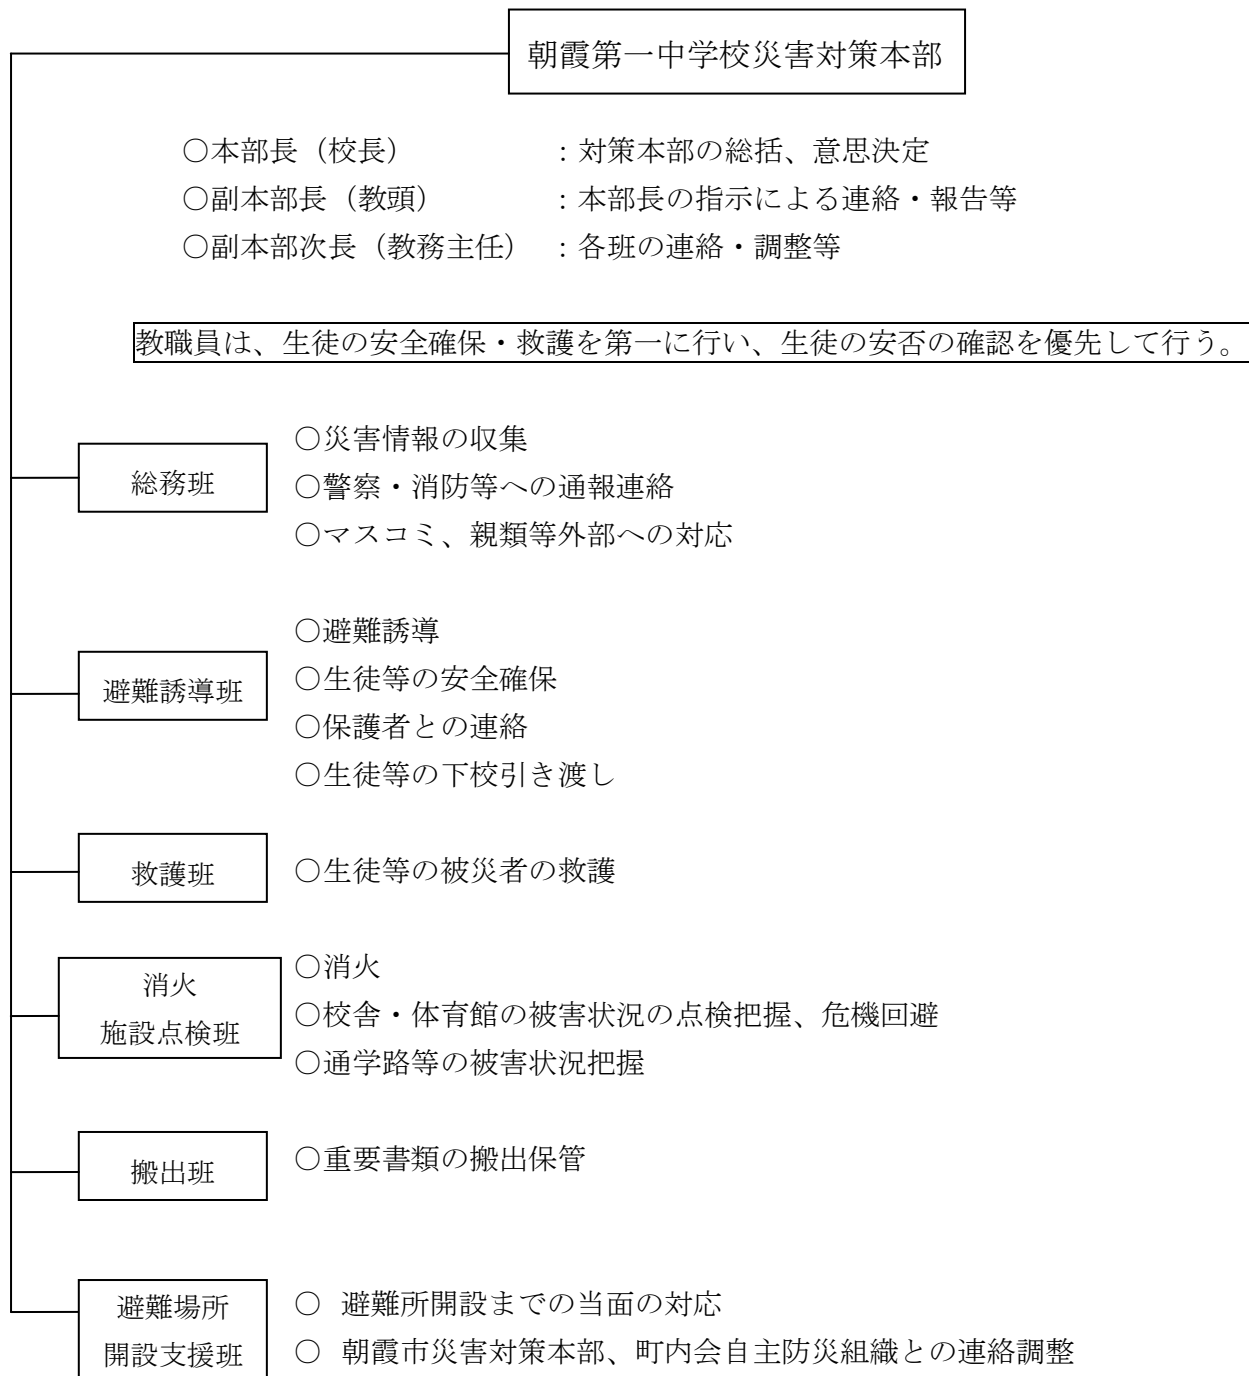 朝霞第一中学校災害対策本部
○本部長（校長）　　　　　：対策本部の総括、意思決定
○副本部長（教頭）　　　　：本部長の指示による連絡・報告等
○副本部次長（教務主任）　：各班の連絡・調整等
教職員は、生徒の安全確保・救護を第一に行い、生徒の安否の確認を優先して行う。
総務班
○災害情報の収集
○警察・消防等への通報連絡
○マスコミ、親類等外部への対応
避難誘導班
○避難誘導
○生徒等の安全確保
○保護者との連絡
○生徒等の下校引き渡し
救護班
○生徒等の被災者の救護
消火
施設点検班
○消火
○校舎・体育館の被害状況の点検把握、危機回避
○通学路等の被害状況把握
搬出班
○重要書類の搬出保管
避難場所
開設支援班
○　避難所開設までの当面の対応
○　朝霞市災害対策本部、町内会自主防災組織との連絡調整